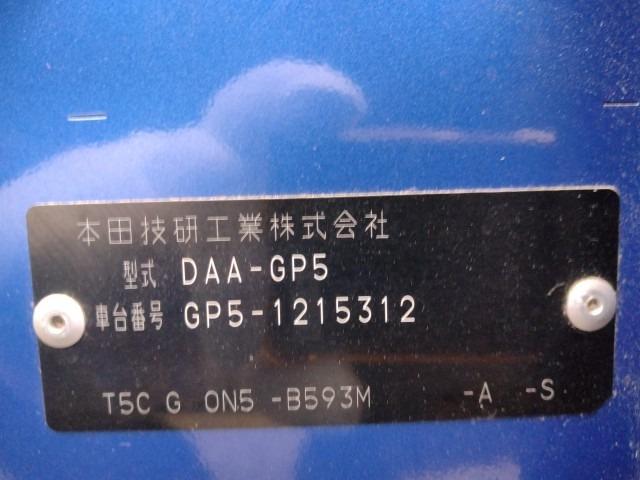 本田技研工業株式会社
型式 DAA-GP5
車台番号 GP5-1215312
T5C G ON5 -B593M -A -S